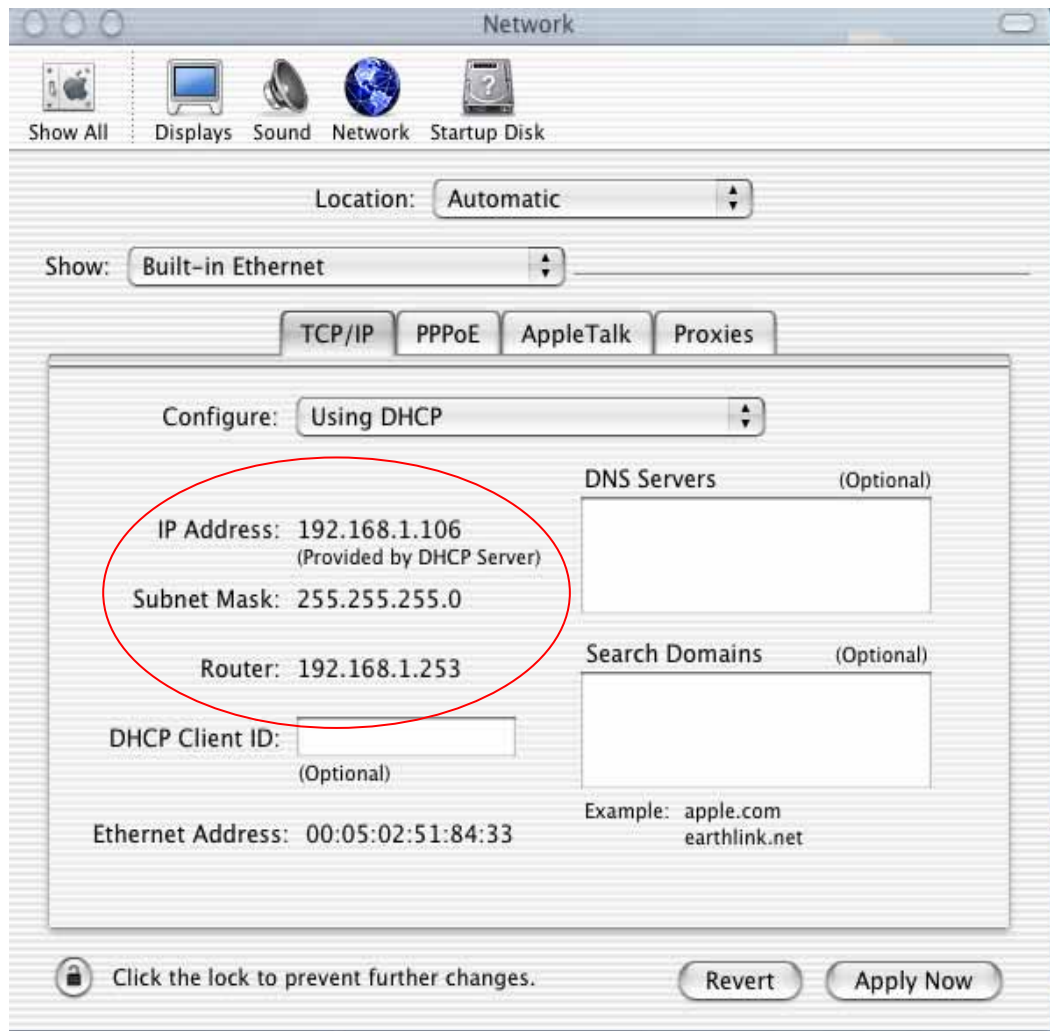 Network
Show All
Displays
Sound
Network
Startup Disk
Location: Automatic
Show: Built-in Ethernet
TCP/IP
PPPoE
AppleTalk
Proxies
Configure: Using DHCP
IP Address: 192.168.1.106
(Provided by DHCP Server)
Subnet Mask: 255.255.255.0
Router: 192.168.1.253
DHCP Client ID:
(Optional)
Ethernet Address: 00:05:02:51:84:33
DNS Servers (Optional)
Search Domains (Optional)
Example: apple.com
earthlink.net
Click the lock to prevent further changes.
Revert
Apply Now